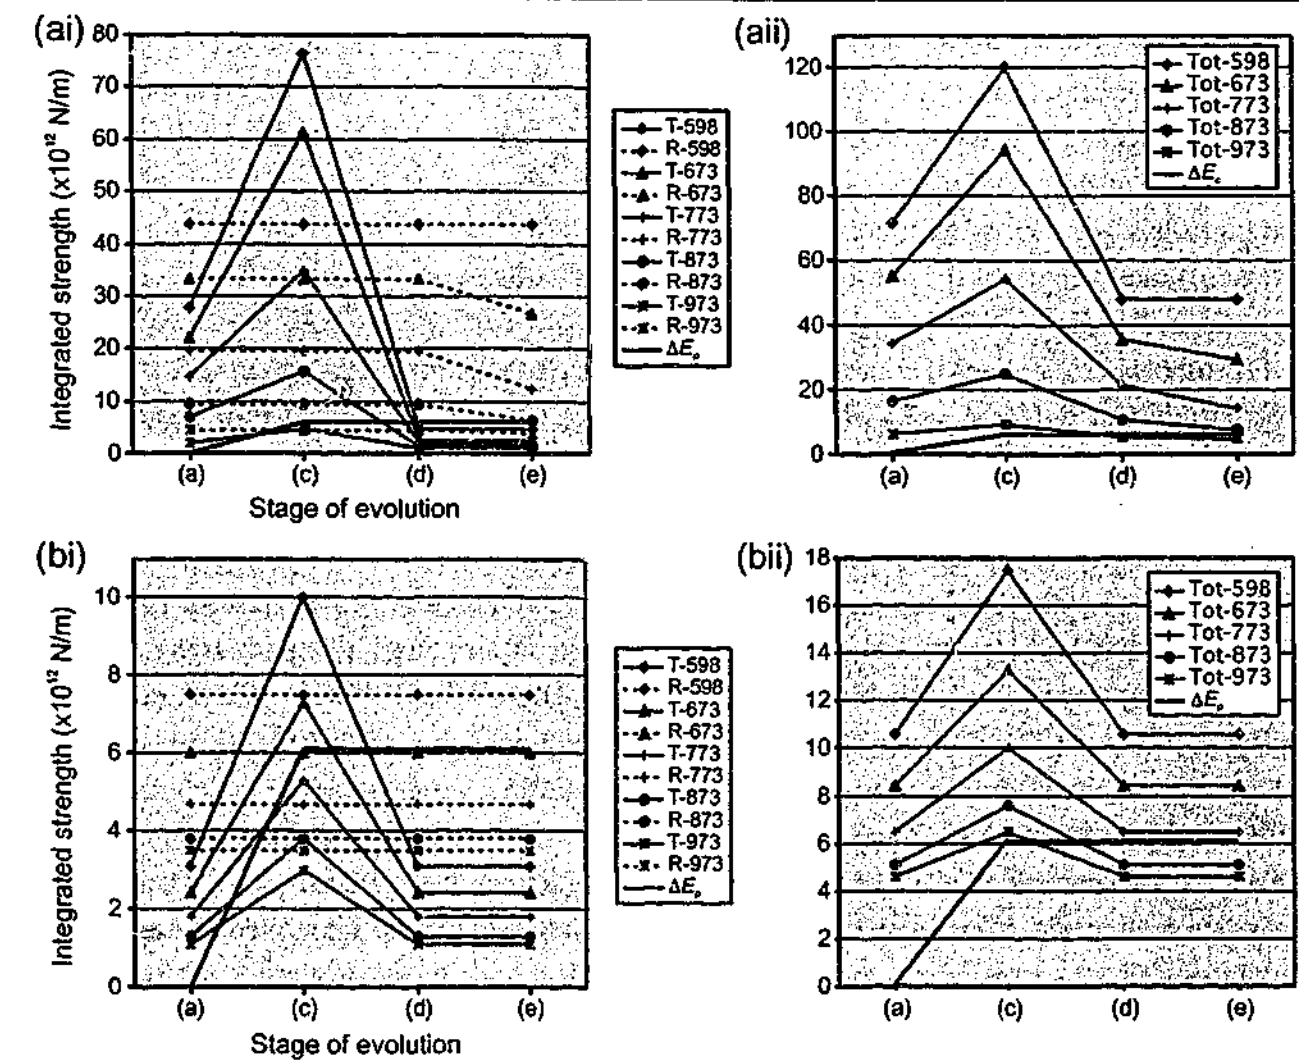 (ai)
Integrated strength (x10¹² N/m)
80
70
60
50
40
30
20
10
0
(a) (c) (d) (e)
Stage of evolution
T-598
R-598
T-673
R-673
T-773
R-773
T-873
R-873
T-973
R-973
ΔEₚ
(aii)
120
100
80
60
40
20
0
(a) (c) (d) (e)
Tot-598
Tot-673
Tot-773
Tot-873
Tot-973
(bi)
Integrated strength (x10¹² N/m)
10
8
6
4
2
0
(a) (c) (d) (e)
Stage of evolution
T-598
R-598
T-673
R-673
T-773
R-773
T-873
R-873
T-973
R-973
ΔEₚ
(bii)
18
16
14
12
10
8
6
4
2
0
(a) (c) (d) (e)
Tot-598
Tot-673
Tot-773
Tot-873
Tot-973
ΔEₚ